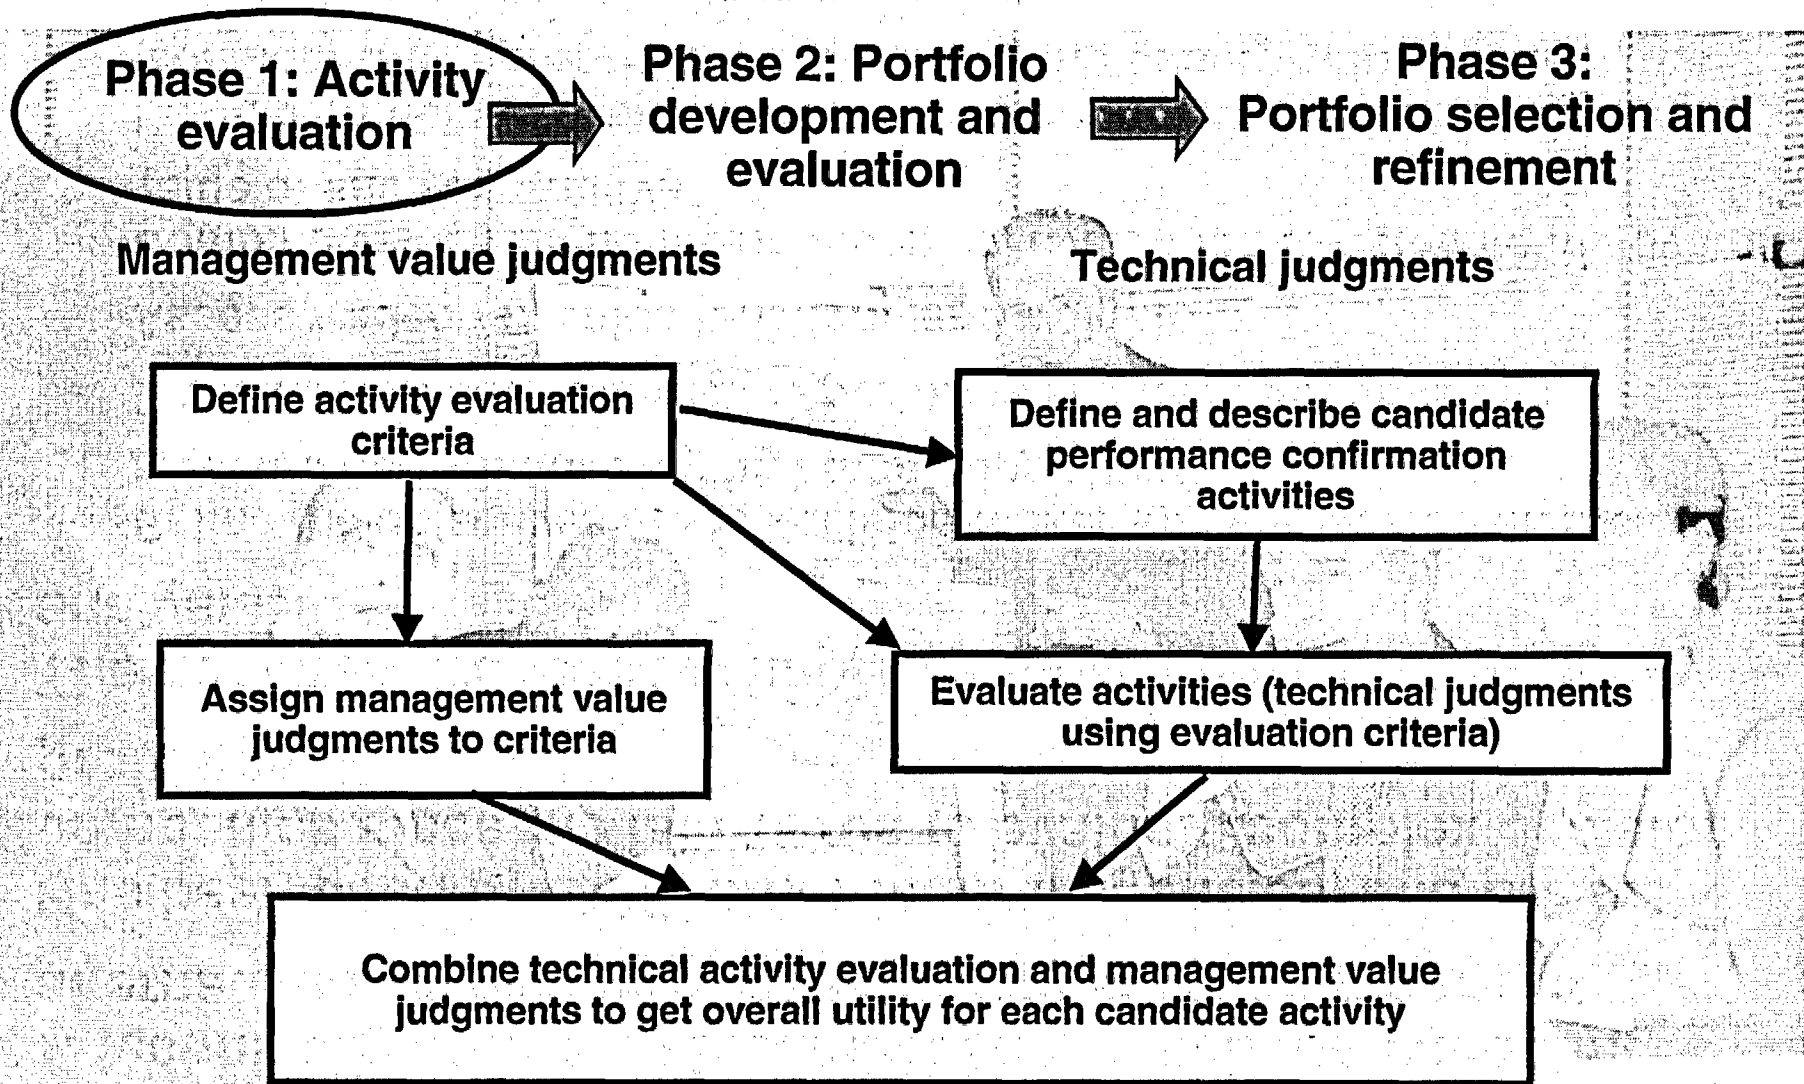 Phase 1: Activity
evaluation
Phase 2: Portfolio
development and
evaluation
Phase 3:
Portfolio selection and
refinement
Management value judgments
Technical judgments
Define activity evaluation
criteria
Define and describe candidate
performance confirmation
activities
Assign management value
judgments to criteria
Evaluate activities (technical judgments
using evaluation criteria)
Combine technical activity evaluation and management value
judgments to get overall utility for each candidate activity